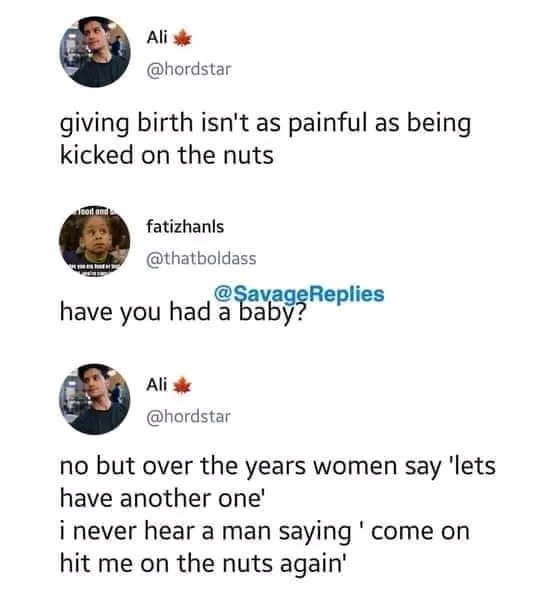 Ali 🍁
@hordstar
giving birth isn't as painful as being
kicked on the nuts
fatizhanls
@thatboldass
@SavageReplies
have you had a baby?
Ali 🍁
@hordstar
no but over the years women say 'lets
have another one'
i never hear a man saying ' come on
hit me on the nuts again'